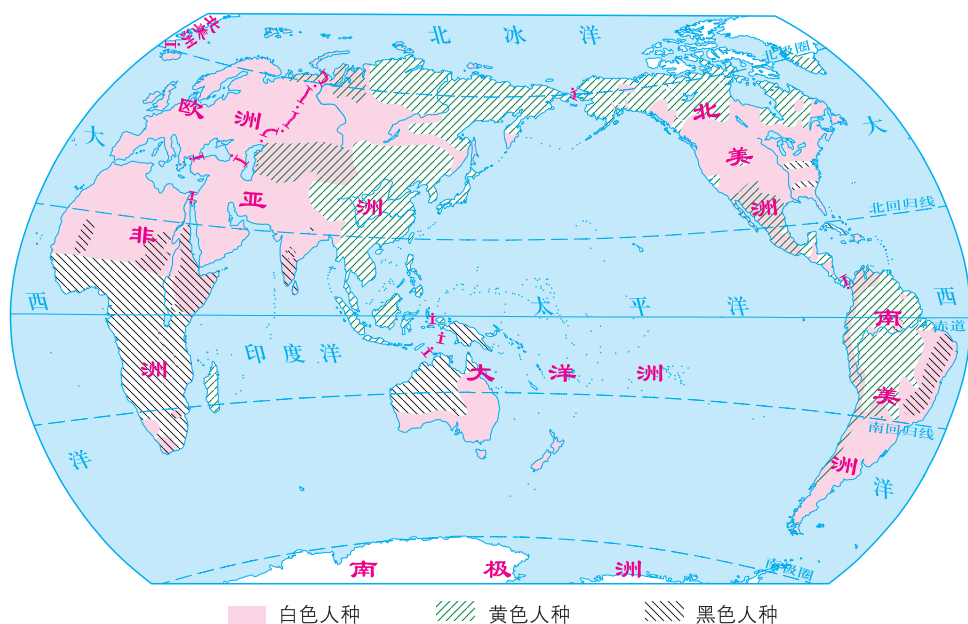 北美洲
北冰洋
北极圈
欧洲
大
北美洲
大
亚洲
非洲
北回归线
西
太平洋
西
赤道
印度洋
大洋洲
南美洲
南回归线
洋
洋
南极圈
南极洲
白色人种
黄色人种
黑色人种